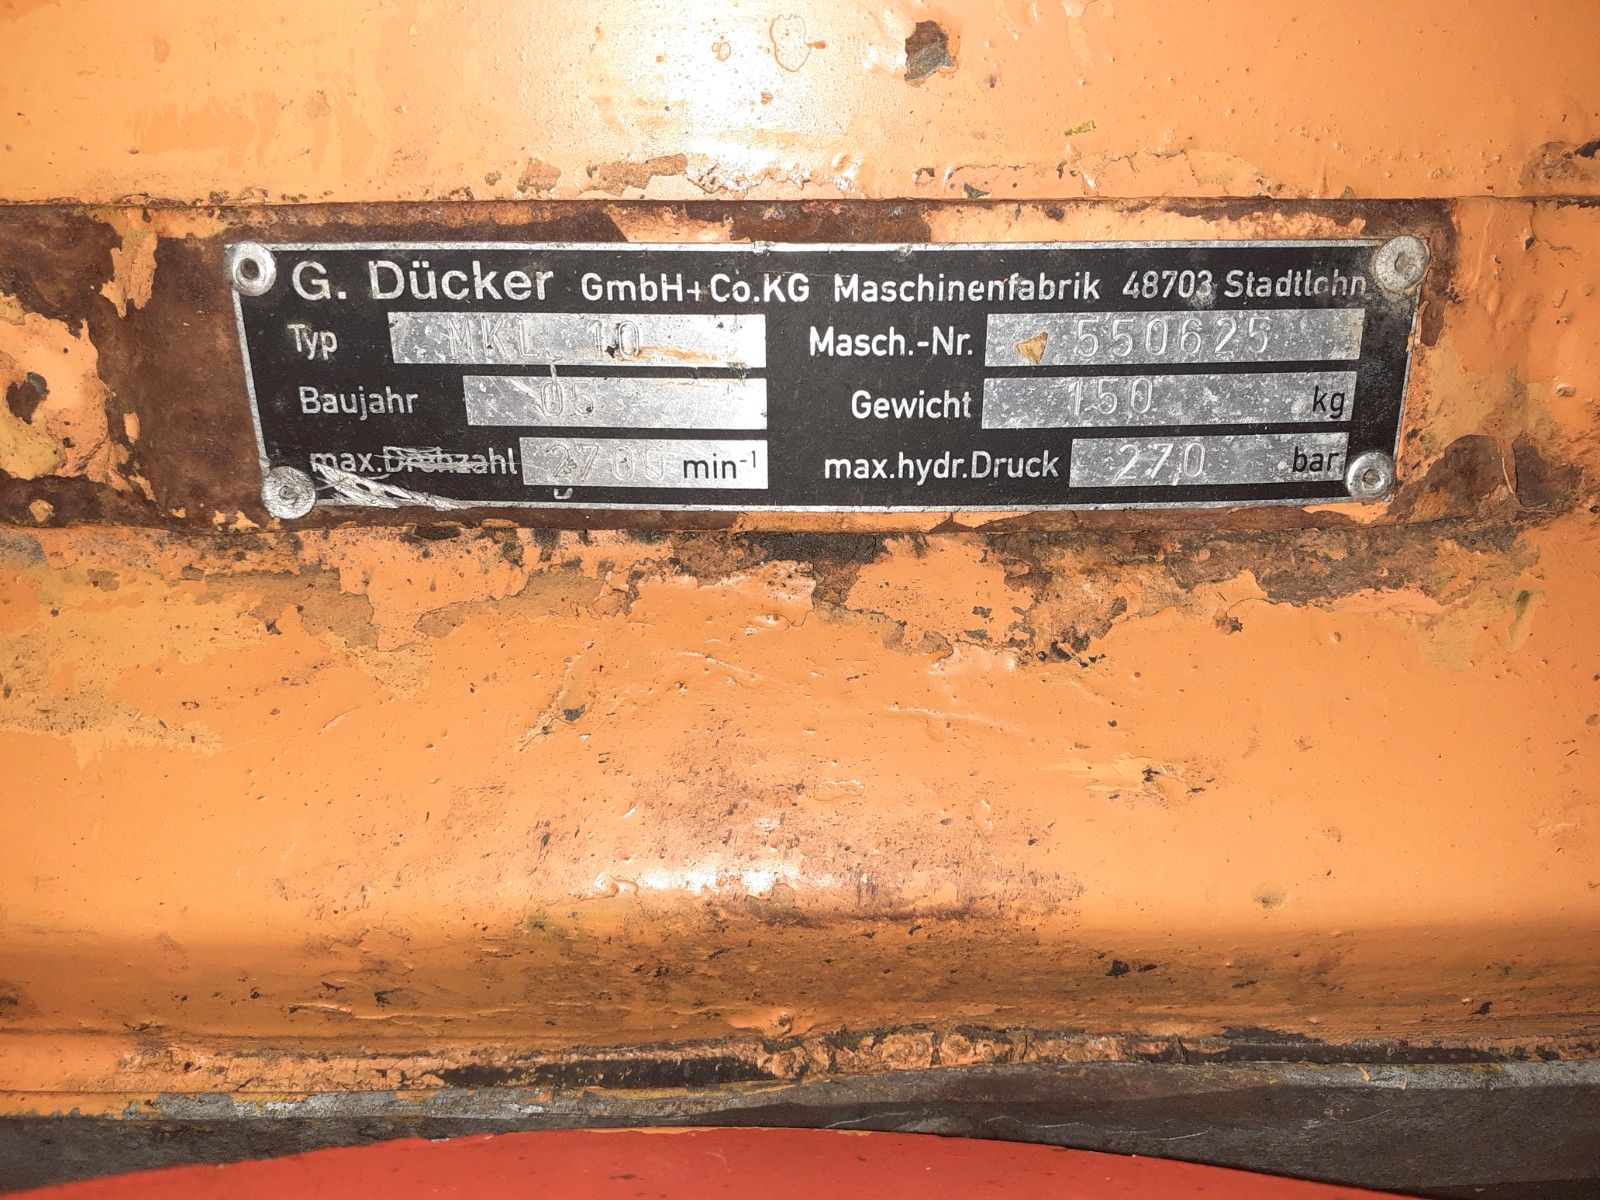 G. Dücker GmbH+Co.KG Maschinenfabrik 48703 Stadtlohn
Typ MKL 10 Masch.-Nr. 550625
Baujahr 05 Gewicht 150 kg
max.Drehzahl 2700 min⁻¹ max.hydr.Druck 270 bar